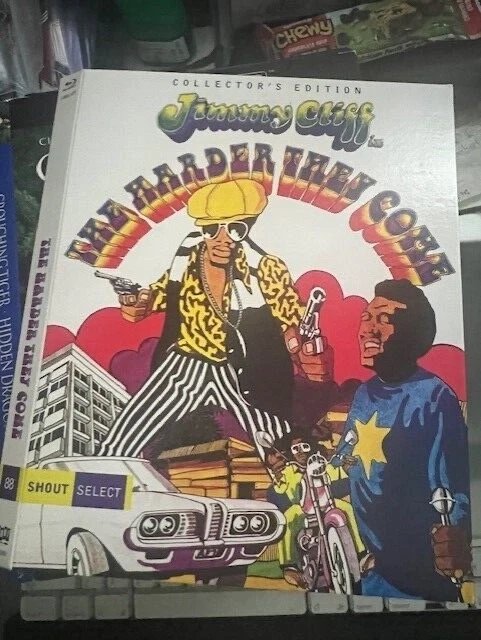 CHEWY
COLLECTOR'S EDITION
Jimmy Cliff
in
THE HARDER THEY COME
THE HARDER THEY COME
88
SHOUT SELECT
CROUCHING TIGER, HIDDEN